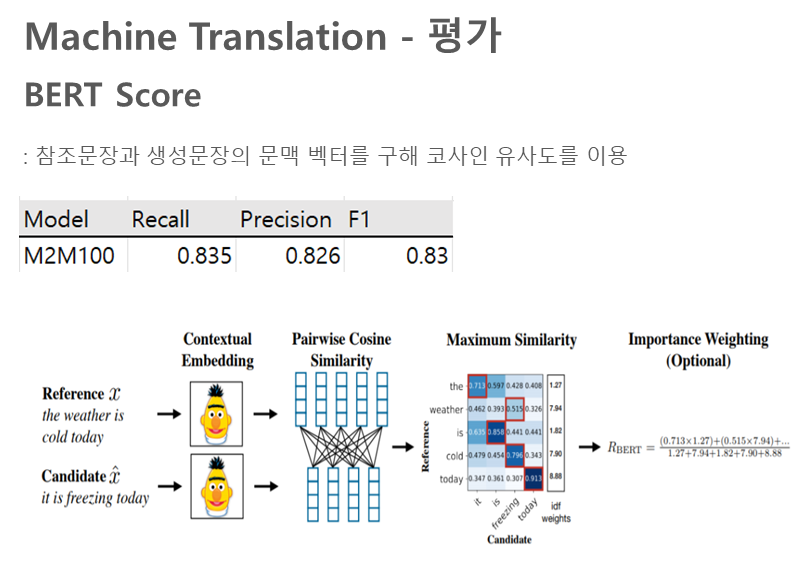 Machine Translation - 평가
BERT Score
: 참조문장과 생성문장의 문맥 벡터를 구해 코사인 유사도를 이용
Model Recall Precision F1
M2M100 0.835 0.826 0.83
Contextual Embedding
Pairwise Cosine Similarity
Maximum Similarity
Importance Weighting (Optional)
Reference x
the weather is
cold today
Candidate x̂
it is freezing today
Reference
the 0.713 0.597 0.428 0.408 1.27
weather 0.462 0.393 0.515 0.326 7.94
is 0.635 0.858 0.441 0.441 1.82
cold 0.479 0.454 0.796 0.343 7.90
today 0.347 0.361 0.307 0.913 8.88
it is freezing today
idf weights
Candidate
R_BERT = (0.713×1.27)+(0.515×7.94)+... / 1.27+7.94+1.82+7.90+8.88